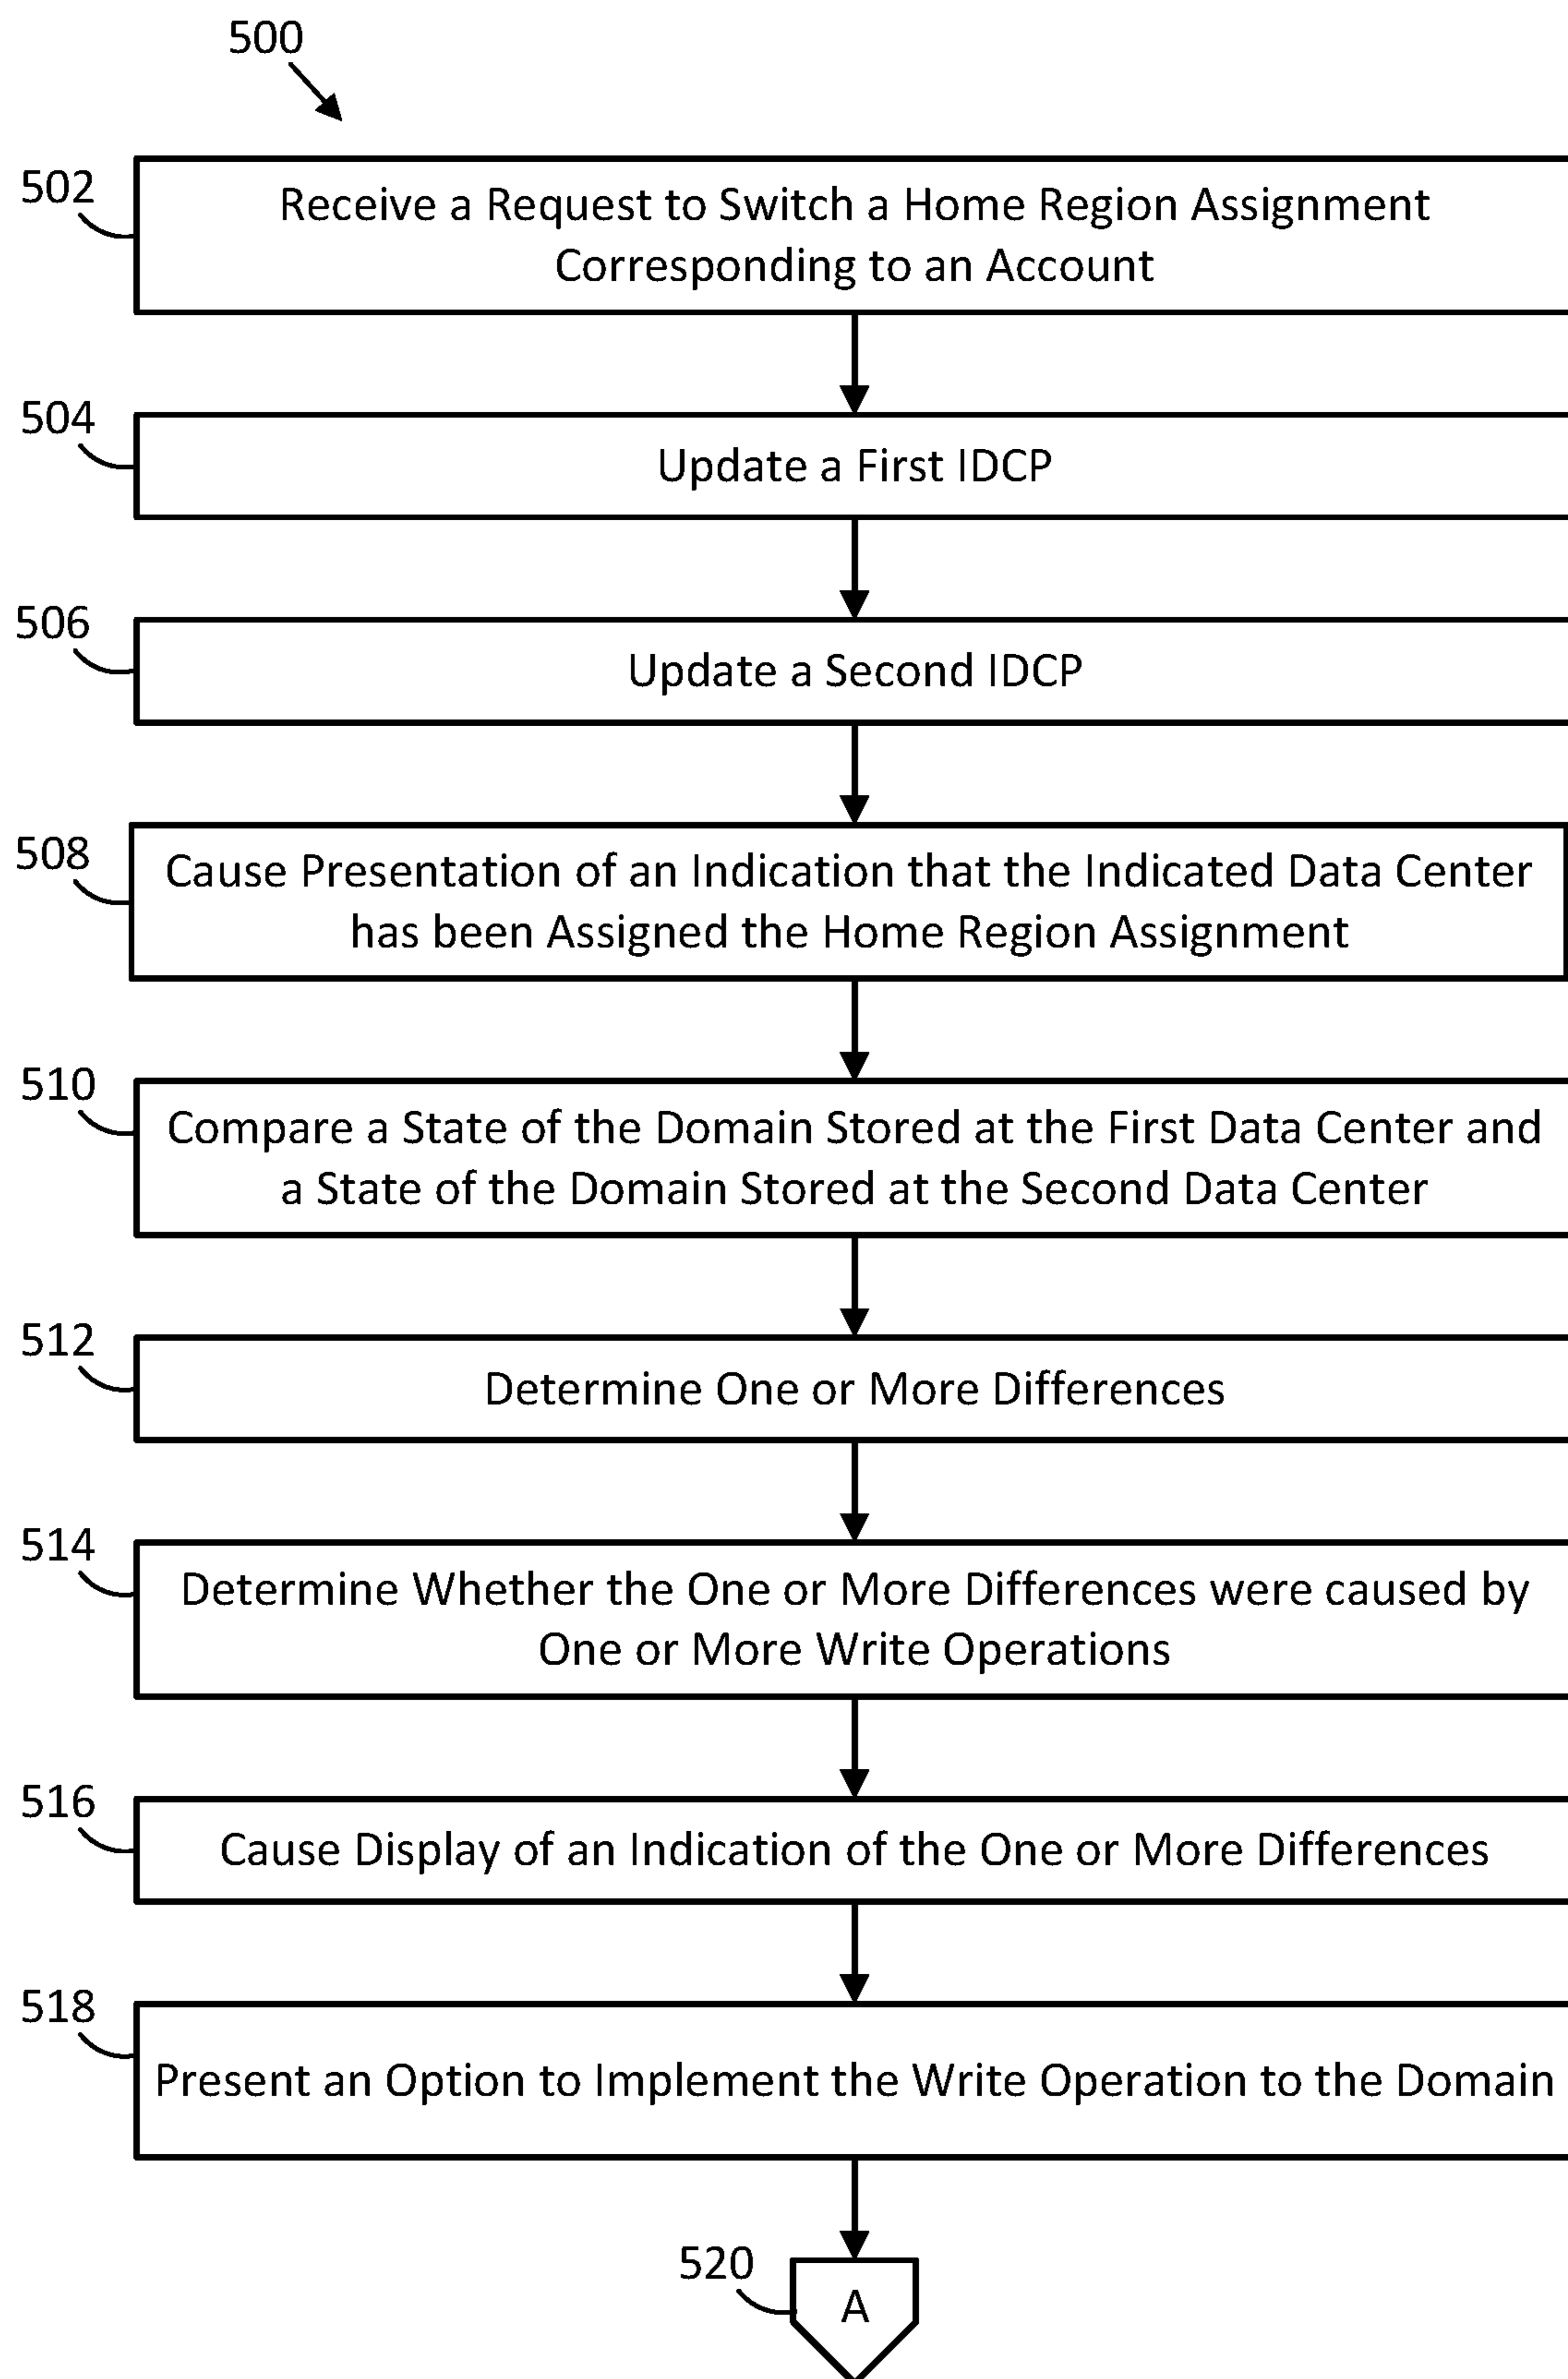 500
502
Receive a Request to Switch a Home Region Assignment
Corresponding to an Account
504
Update a First IDCP
506
Update a Second IDCP
508
Cause Presentation of an Indication that the Indicated Data Center
has been Assigned the Home Region Assignment
510
Compare a State of the Domain Stored at the First Data Center and
a State of the Domain Stored at the Second Data Center
512
Determine One or More Differences
514
Determine Whether the One or More Differences were caused by
One or More Write Operations
516
Cause Display of an Indication of the One or More Differences
518
Present an Option to Implement the Write Operation to the Domain
520
A